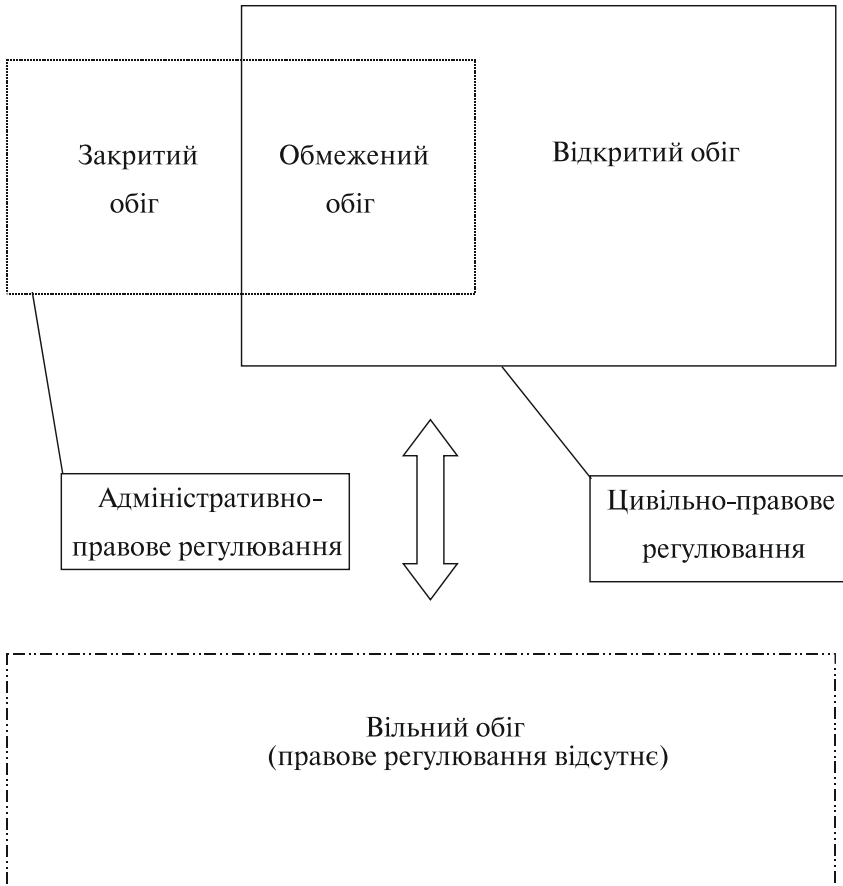 Закритий
обіг
Обмежений
обіг
Відкритий обіг
Адміністративно-
правове регулювання
Цивільно-правове
регулювання
Вільний обіг
(правове регулювання відсутнє)